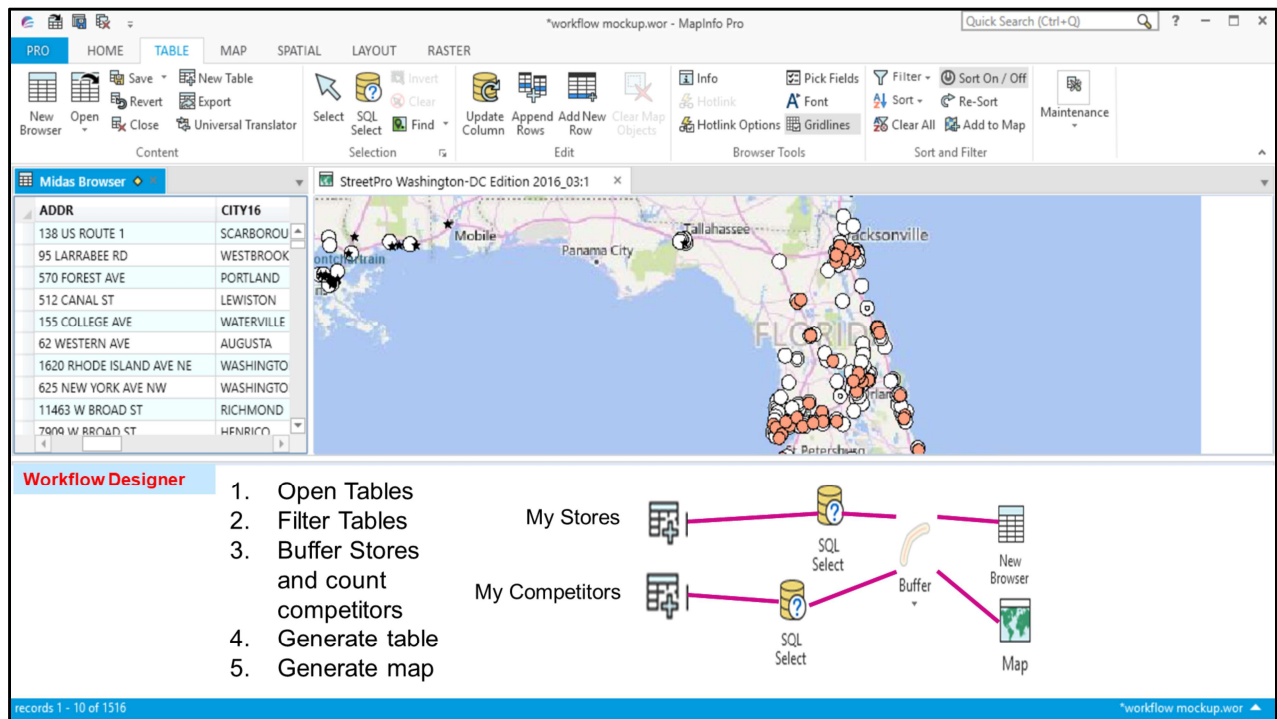 *workflow mockup.wor - MapInfo Pro
Quick Search (Ctrl+Q)
?
PRO HOME TABLE MAP SPATIAL LAYOUT RASTER
New Browser
Open
Save
Revert
Close
New Table
Export
Universal Translator
Content
Select
SQL Select
Invert
Clear
Find
Selection
Update Column
Append Rows
Add New Row
Clear Map Objects
Edit
Info
Hotlink
Hotlink Options
Pick Fields
Font
Gridlines
Browser Tools
Filter
Sort
Clear All
Sort On / Off
Re-Sort
Add to Map
Sort and Filter
Maintenance
Midas Browser
StreetPro Washington-DC Edition 2016_03:1
ADDR CITY16
138 US ROUTE 1 SCARBOROU
95 LARRABEE RD WESTBROOK
570 FOREST AVE PORTLAND
512 CANAL ST LEWISTON
155 COLLEGE AVE WATERVILLE
62 WESTERN AVE AUGUSTA
1620 RHODE ISLAND AVE NE WASHINGTO
625 NEW YORK AVE NW WASHINGTO
11463 W BROAD ST RICHMOND
7909 W BROAD ST HENRICO
Mobile
Panama City
Tallahassee
cksonville
FLORID
St Petersburg
Workflow Designer
1. Open Tables
2. Filter Tables
3. Buffer Stores
and count
competitors
4. Generate table
5. Generate map
My Stores
My Competitors
SQL
Select
SQL
Select
Buffer
New
Browser
Map
records 1 - 10 of 1516
*workflow mockup.wor